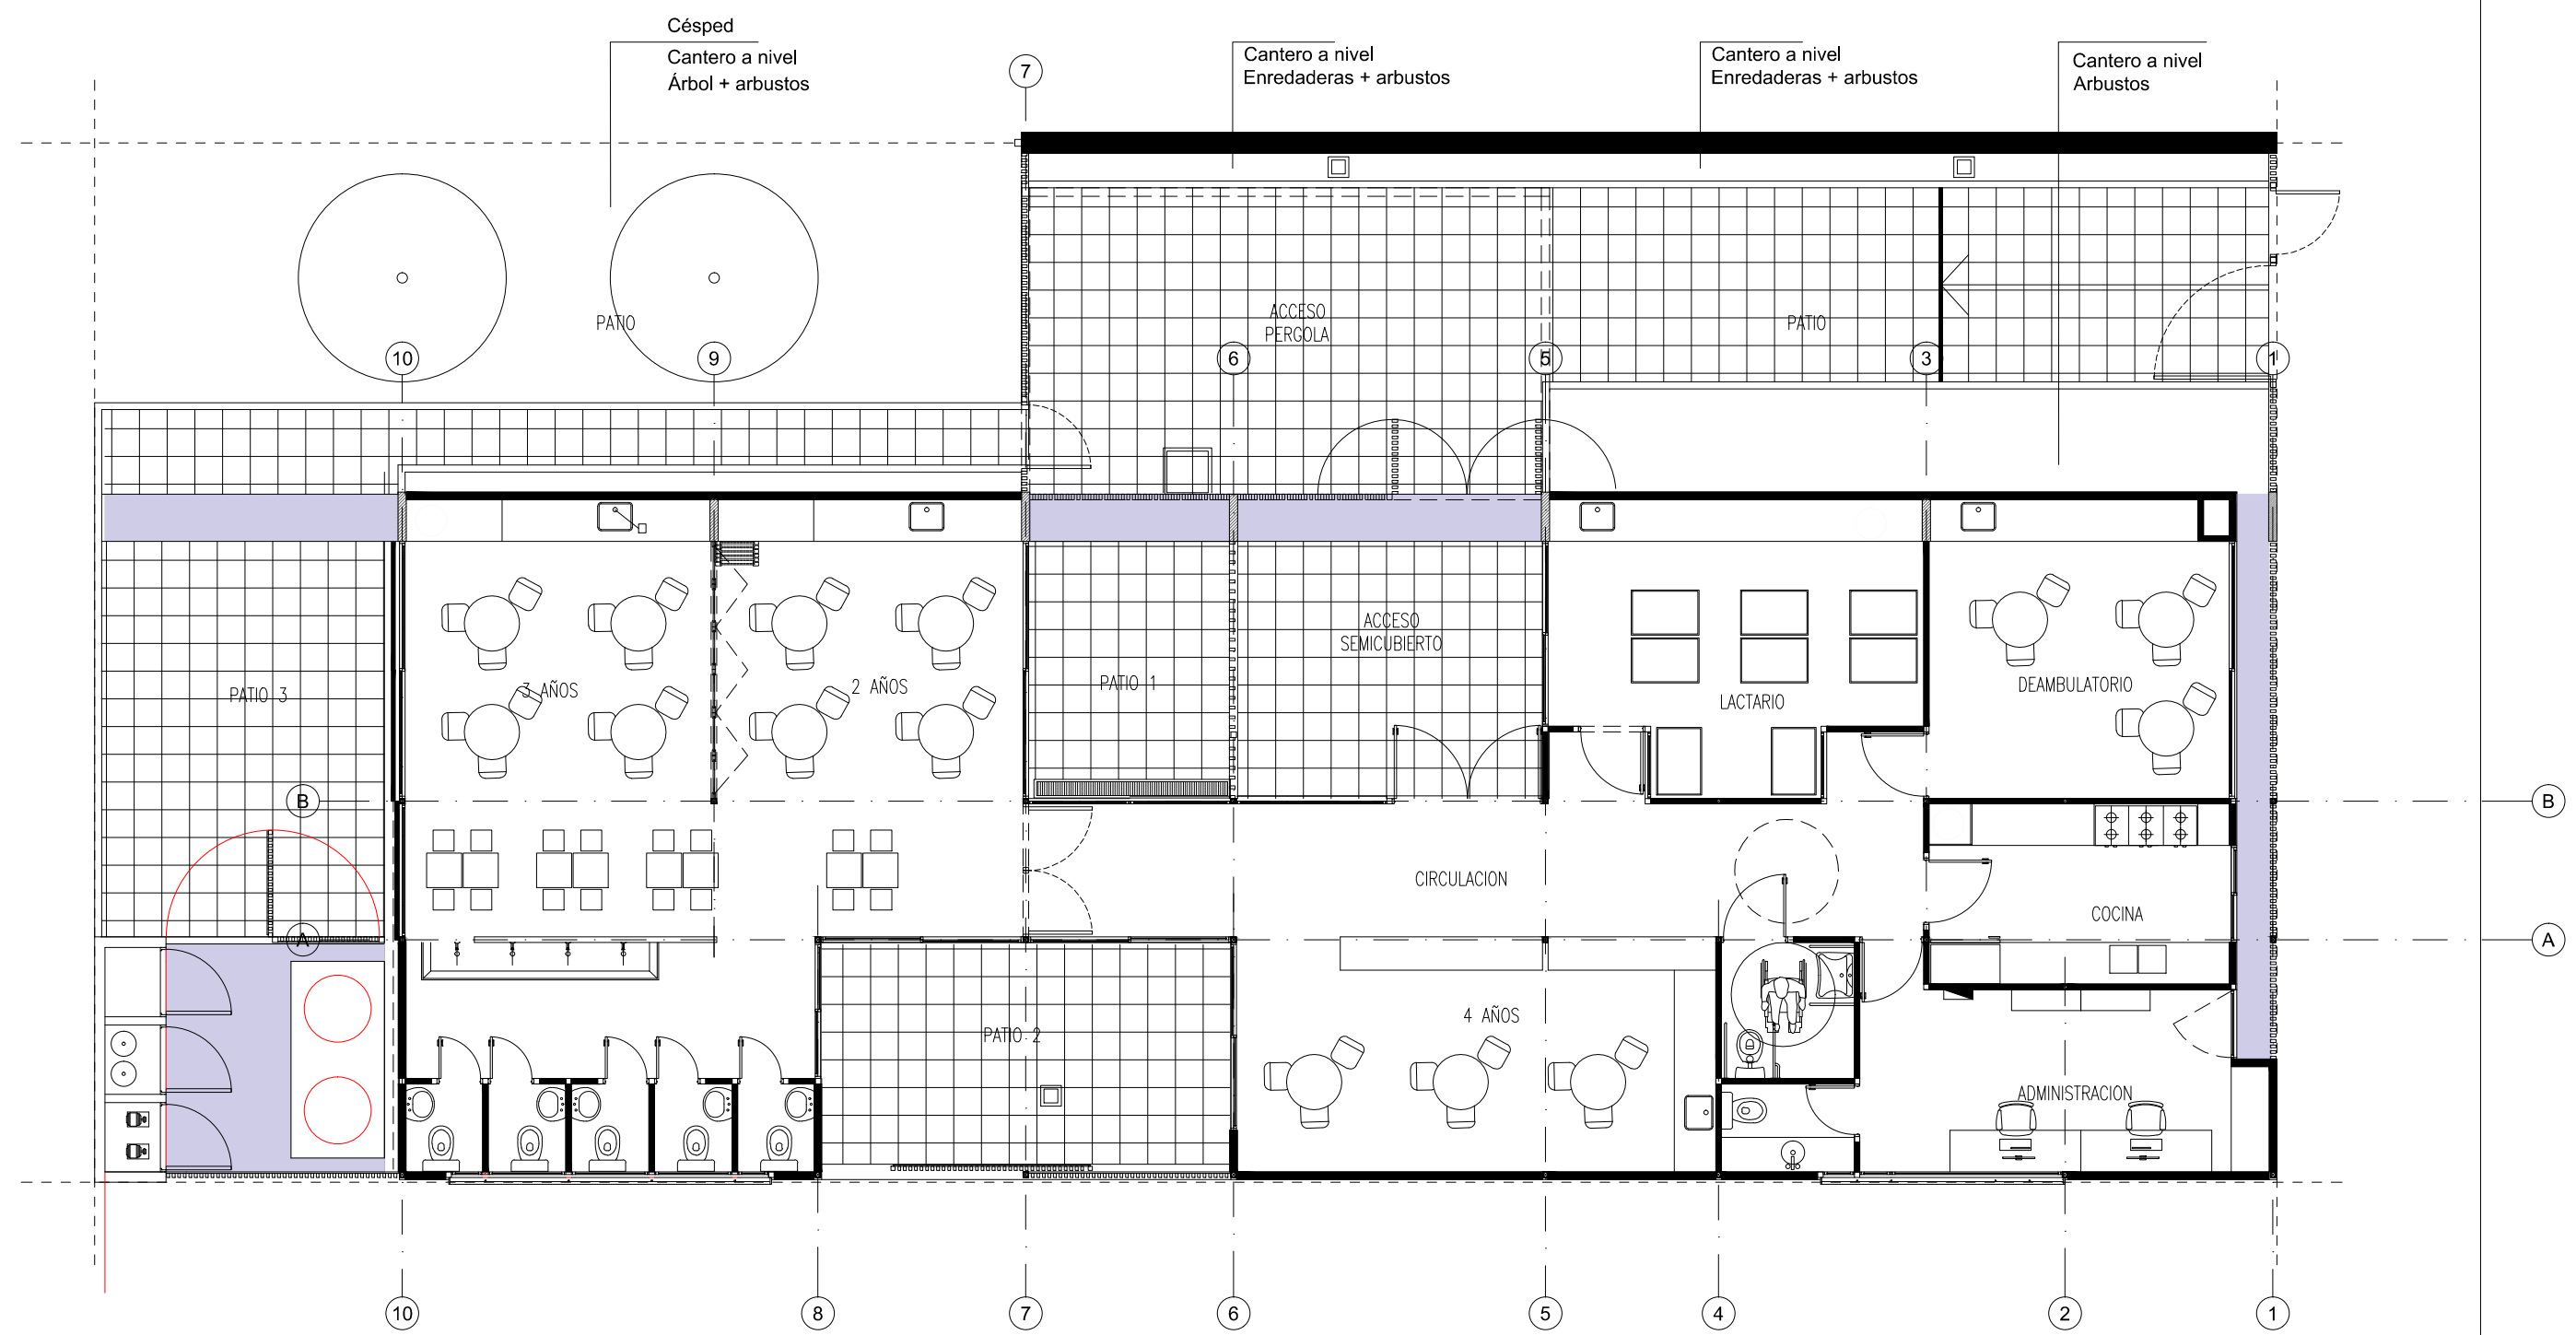 Césped
Cantero a nivel
Árbol + arbustos
Cantero a nivel
Enredaderas + arbustos
Cantero a nivel
Enredaderas + arbustos
Cantero a nivel
Arbustos
7
PATIO
ACCESO
PERGOLA
PATIO
10
9
6
5
3
1
PATIO 3
3 AÑOS
2 AÑOS
PATIO 1
ACCESO
SEMICUBIERTO
LACTARIO
DEAMBULATORIO
B
B
CIRCULACION
COCINA
A
A
PATIO 2
4 AÑOS
ADMINISTRACION
10
8
7
6
5
4
2
1